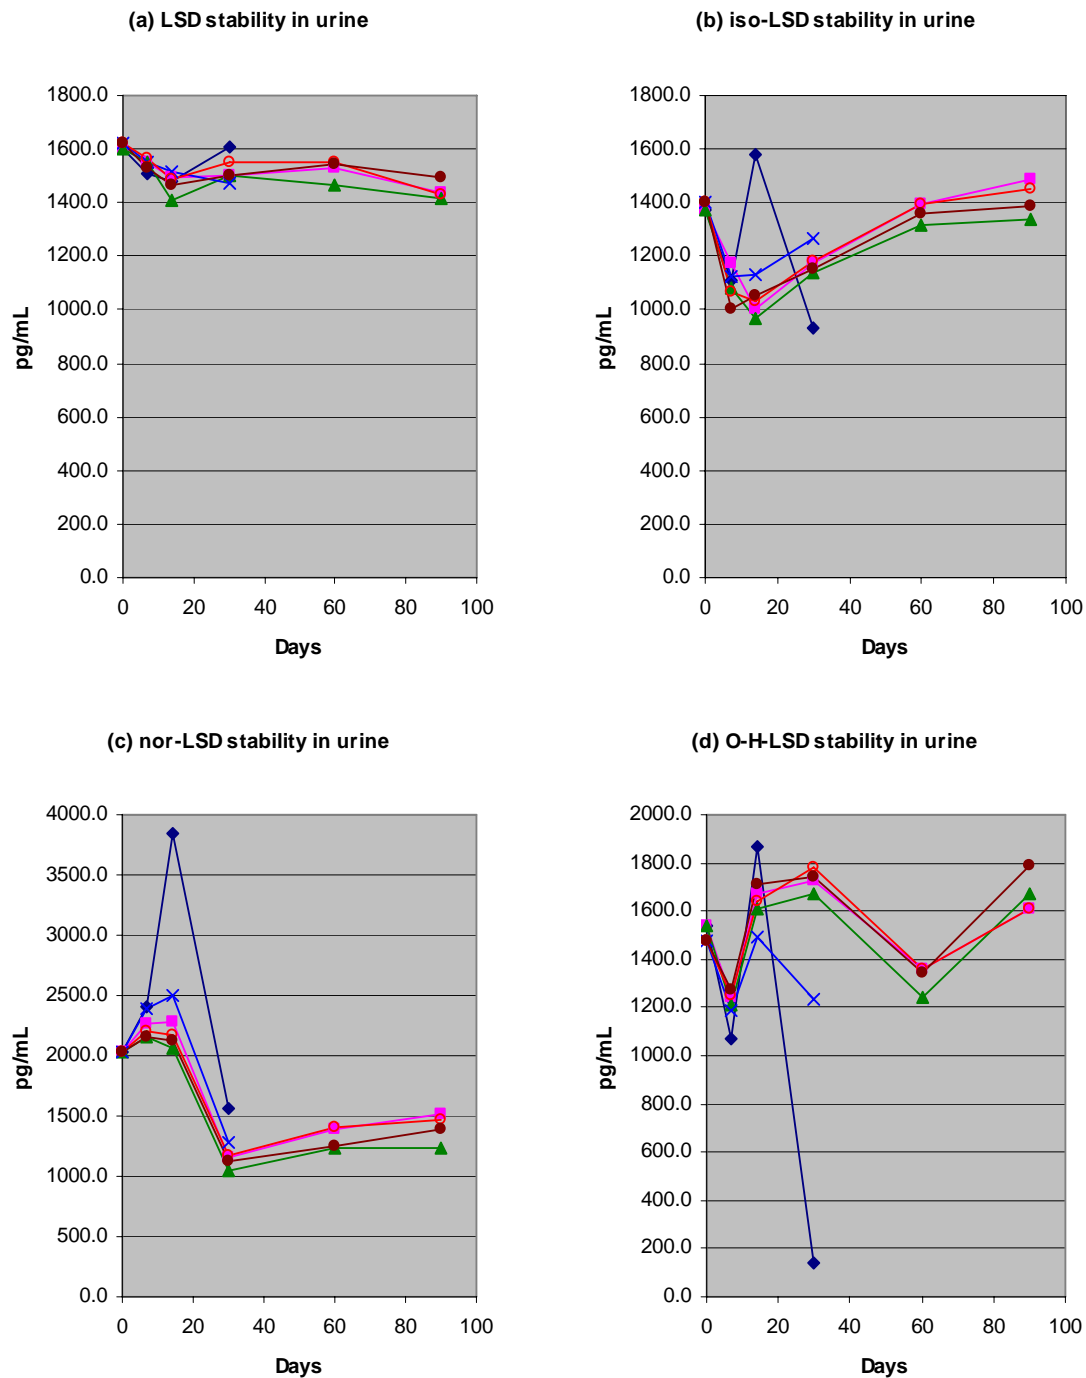 (a) LSD stability in urine
1800.0
1600.0
1400.0
1200.0
1000.0
800.0
600.0
400.0
200.0
0.0
pg/mL
0 20 40 60 80 100
Days
(b) iso-LSD stability in urine
1800.0
1600.0
1400.0
1200.0
1000.0
800.0
600.0
400.0
200.0
0.0
pg/mL
0 20 40 60 80 100
Days
(c) nor-LSD stability in urine
4000.0
3500.0
3000.0
2500.0
2000.0
1500.0
1000.0
500.0
0.0
pg/mL
0 20 40 60 80 100
Days
(d) O-H-LSD stability in urine
2000.0
1800.0
1600.0
1400.0
1200.0
1000.0
800.0
600.0
400.0
200.0
0.0
pg/mL
0 20 40 60 80 100
Days